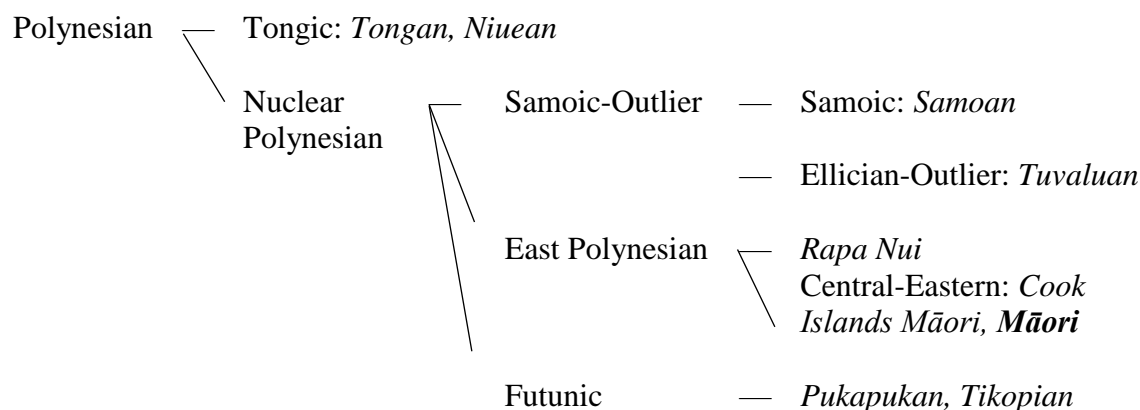 Polynesian Tongic: Tongan, Niuean
Nuclear Samoic-Outlier Samoic: Samoan
Polynesian
Ellician-Outlier: Tuvaluan
East Polynesian Rapa Nui
Central-Eastern: Cook
Islands Māori, Māori
Futunic Pukapukan, Tikopian